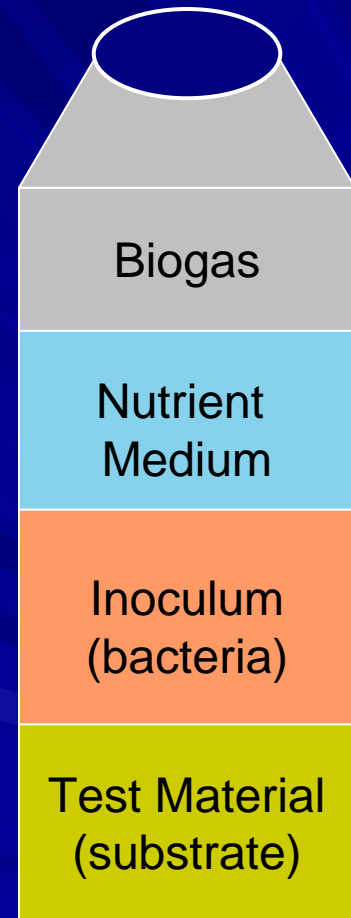 Biogas
Nutrient
Medium
Inoculum
(bacteria)
Test Material
(substrate)